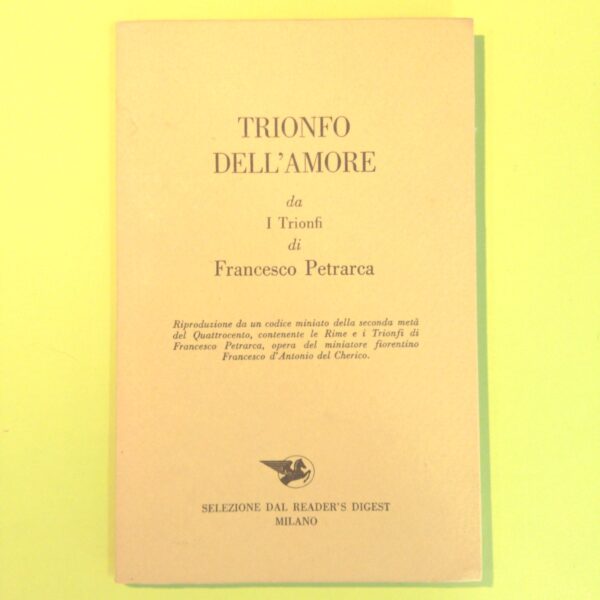 TRIONFO
DELL'AMORE
da
I Trionfi
di
Francesco Petrarca
Riproduzione da un codice miniato della seconda metà
del Quattrocento, contenente le Rime e i Trionfi di
Francesco Petrarca, opera del miniatore fiorentino
Francesco d'Antonio del Cherico.
SELEZIONE DAL READER'S DIGEST
MILANO